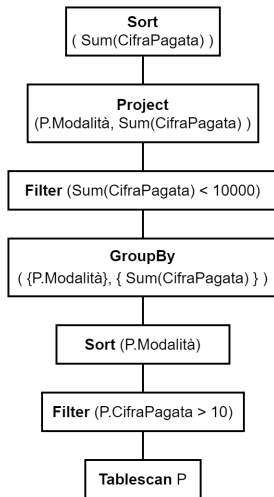 Sort
( Sum(CifraPagata) )
Project
(P.Modalità, Sum(CifraPagata) )
Filter (Sum(CifraPagata) < 10000)
GroupBy
( {P.Modalità}, { Sum(CifraPagata) } )
Sort (P.Modalità)
Filter (P.CifraPagata > 10)
Tablescan P